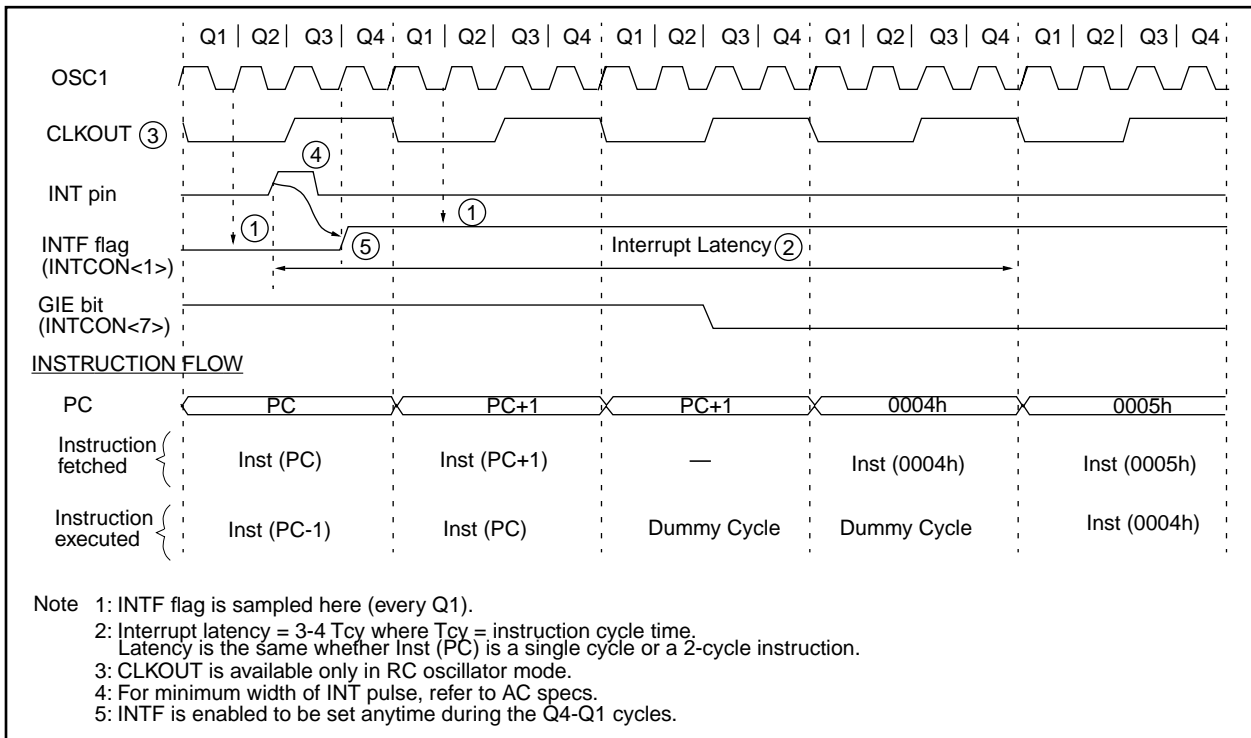 Q1 | Q2 | Q3 | Q4 Q1 | Q2 | Q3 | Q4 Q1 | Q2 | Q3 | Q4 Q1 | Q2 | Q3 | Q4 Q1 | Q2 | Q3 | Q4
OSC1
CLKOUT 3
4
INT pin
1 1
INTF flag
(INTCON<1>)
5
Interrupt Latency 2
GIE bit
(INTCON<7>)
INSTRUCTION FLOW
PC PC PC+1 PC+1 0004h 0005h
Instruction
fetched
Inst (PC) Inst (PC+1) — Inst (0004h) Inst (0005h)
Instruction
executed
Inst (PC-1) Inst (PC) Dummy Cycle Dummy Cycle Inst (0004h)
Note 1: INTF flag is sampled here (every Q1).
2: Interrupt latency = 3-4 Tcy where Tcy = instruction cycle time.
Latency is the same whether Inst (PC) is a single cycle or a 2-cycle instruction.
3: CLKOUT is available only in RC oscillator mode.
4: For minimum width of INT pulse, refer to AC specs.
5: INTF is enabled to be set anytime during the Q4-Q1 cycles.